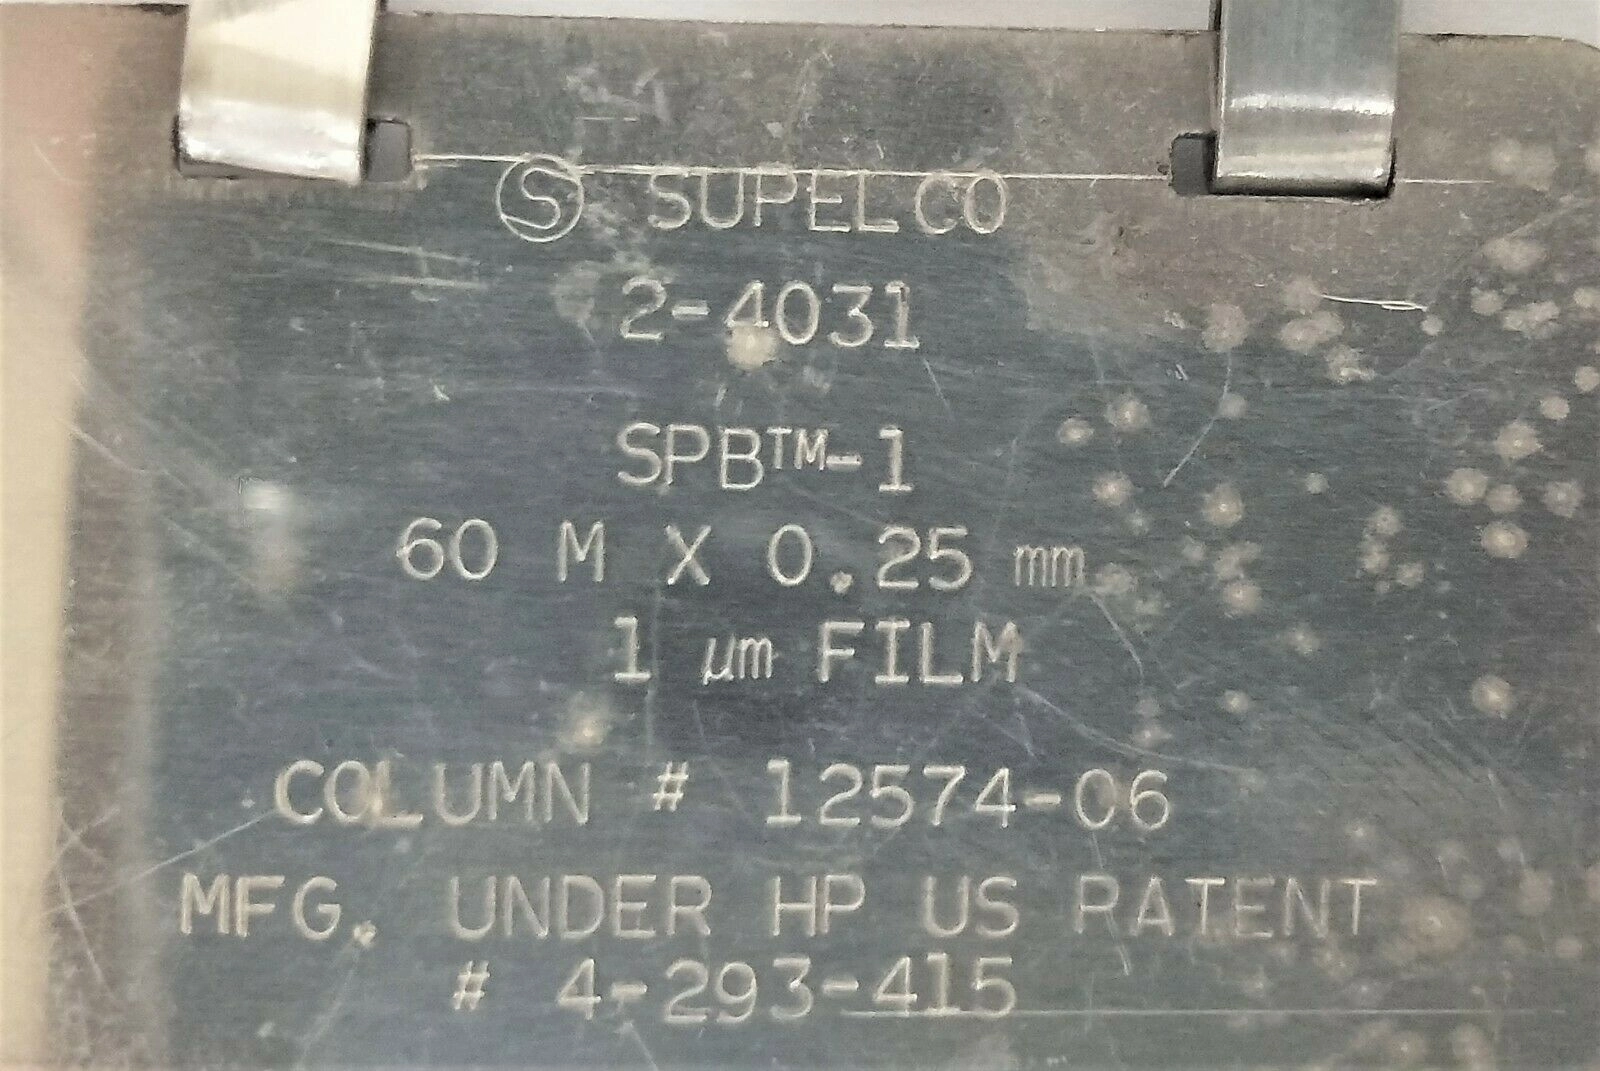 Ⓢ SUPELCO
2-4031
SPB™-1
60 M X 0.25 mm
1 µm FILM
COLUMN # 12574-06
MFG. UNDER HP US PATENT
# 4-293-415